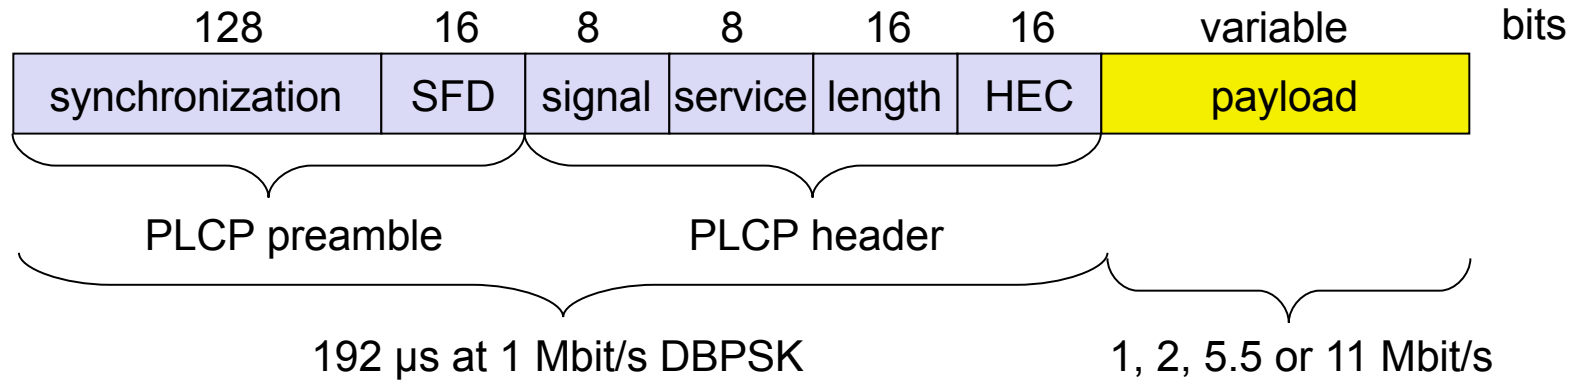 128 16 8 8 16 16 variable bits
synchronization SFD signal service length HEC payload
PLCP preamble PLCP header
192 µs at 1 Mbit/s DBPSK 1, 2, 5.5 or 11 Mbit/s